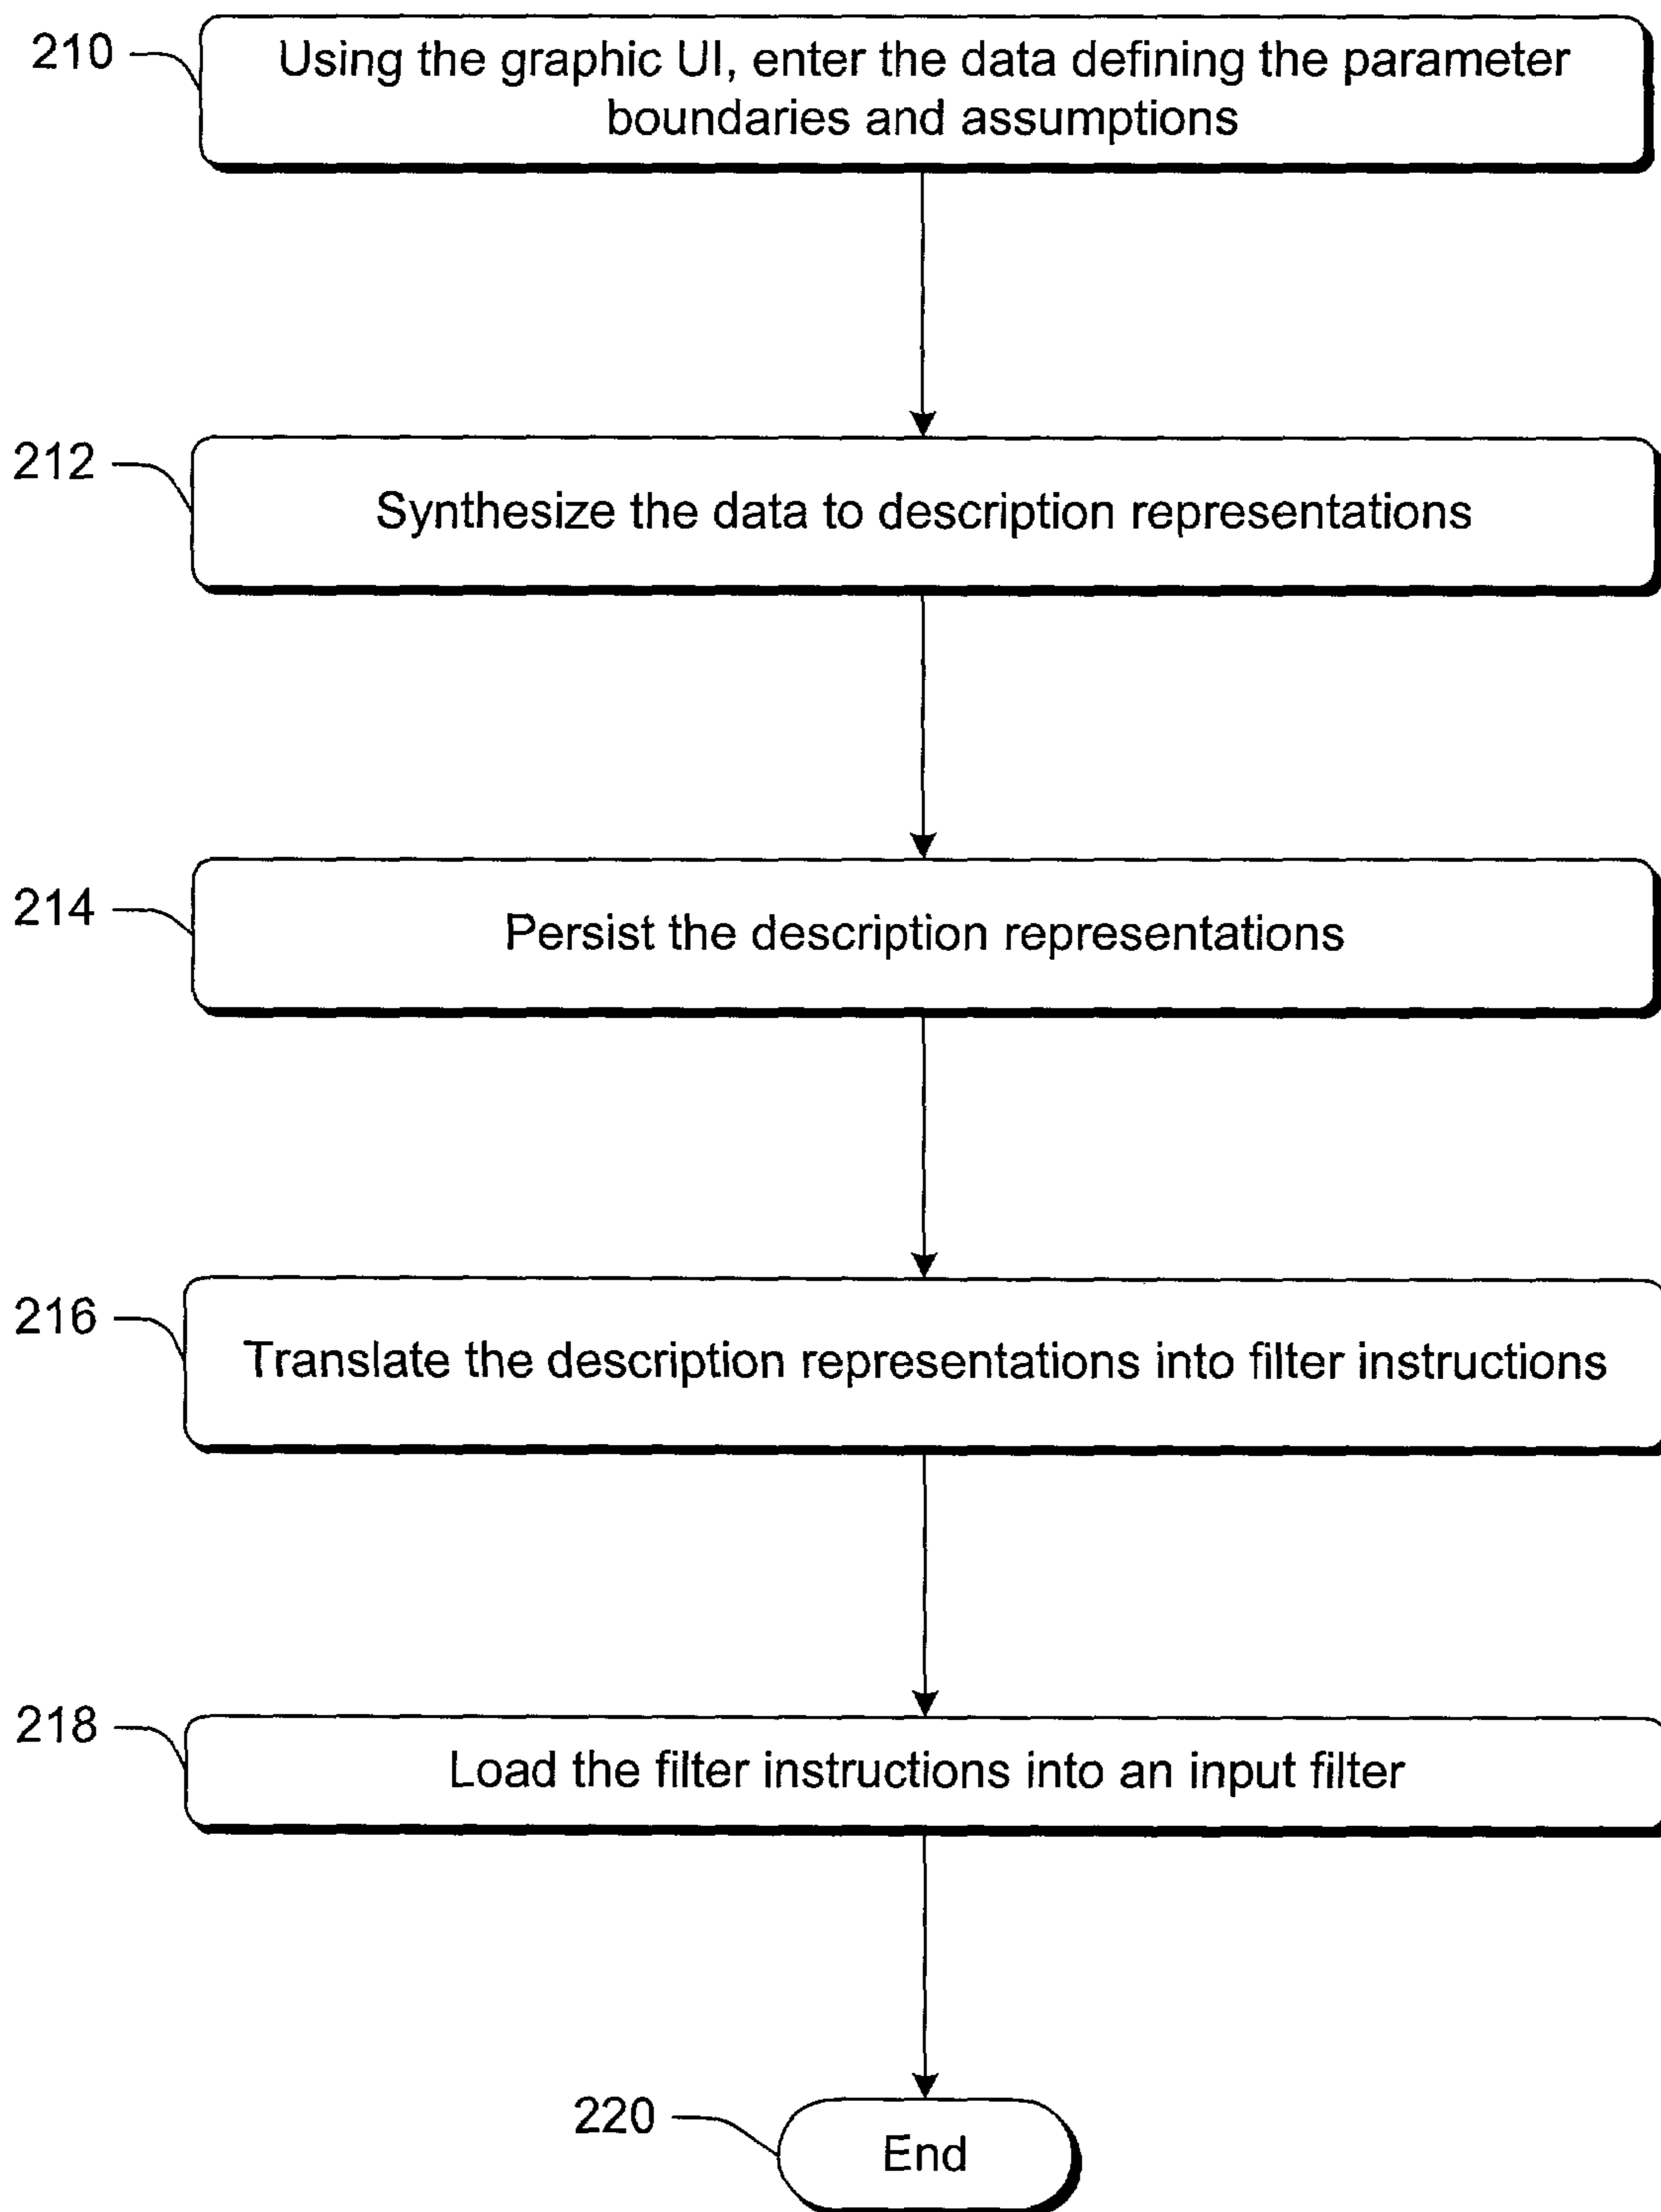 210
Using the graphic UI, enter the data defining the parameter
boundaries and assumptions
212
Synthesize the data to description representations
214
Persist the description representations
216
Translate the description representations into filter instructions
218
Load the filter instructions into an input filter
220
End